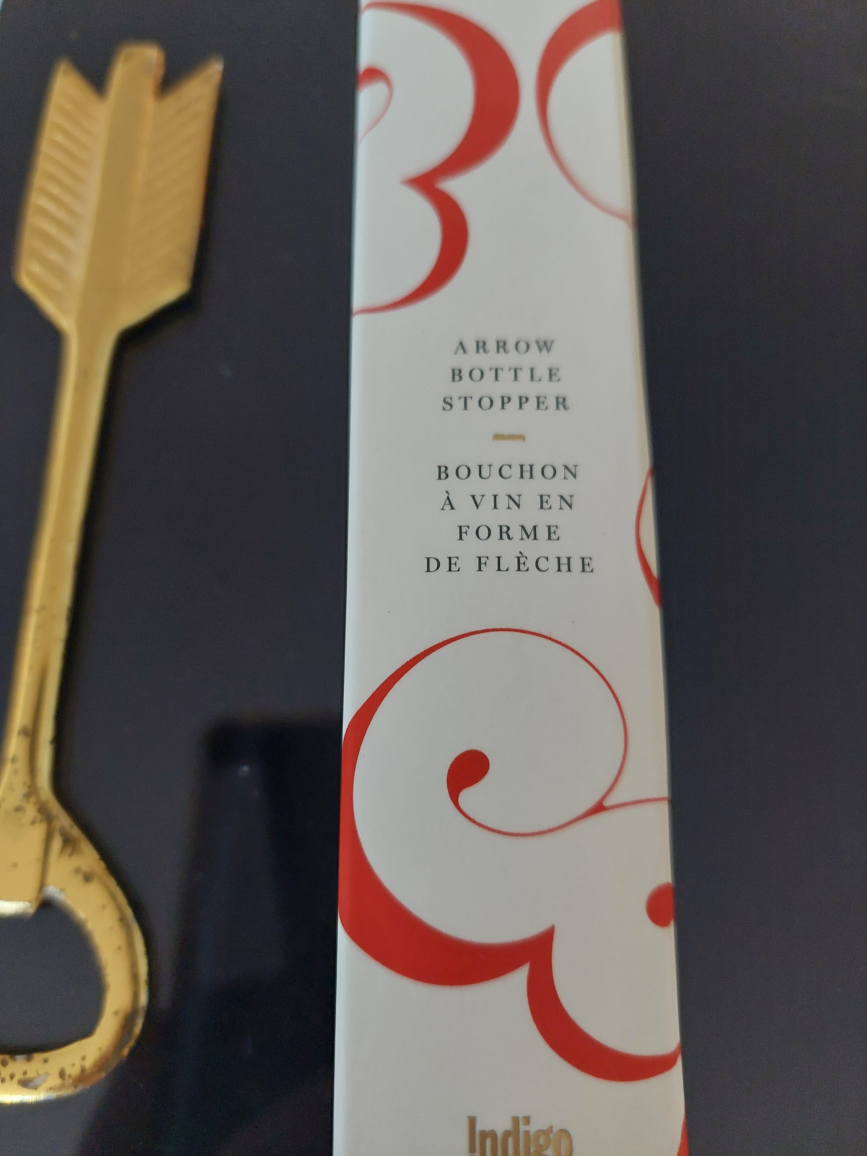 ARROW
BOTTLE
STOPPER
BOUCHON
À VIN EN
FORME
DE FLÈCHE
Indigo